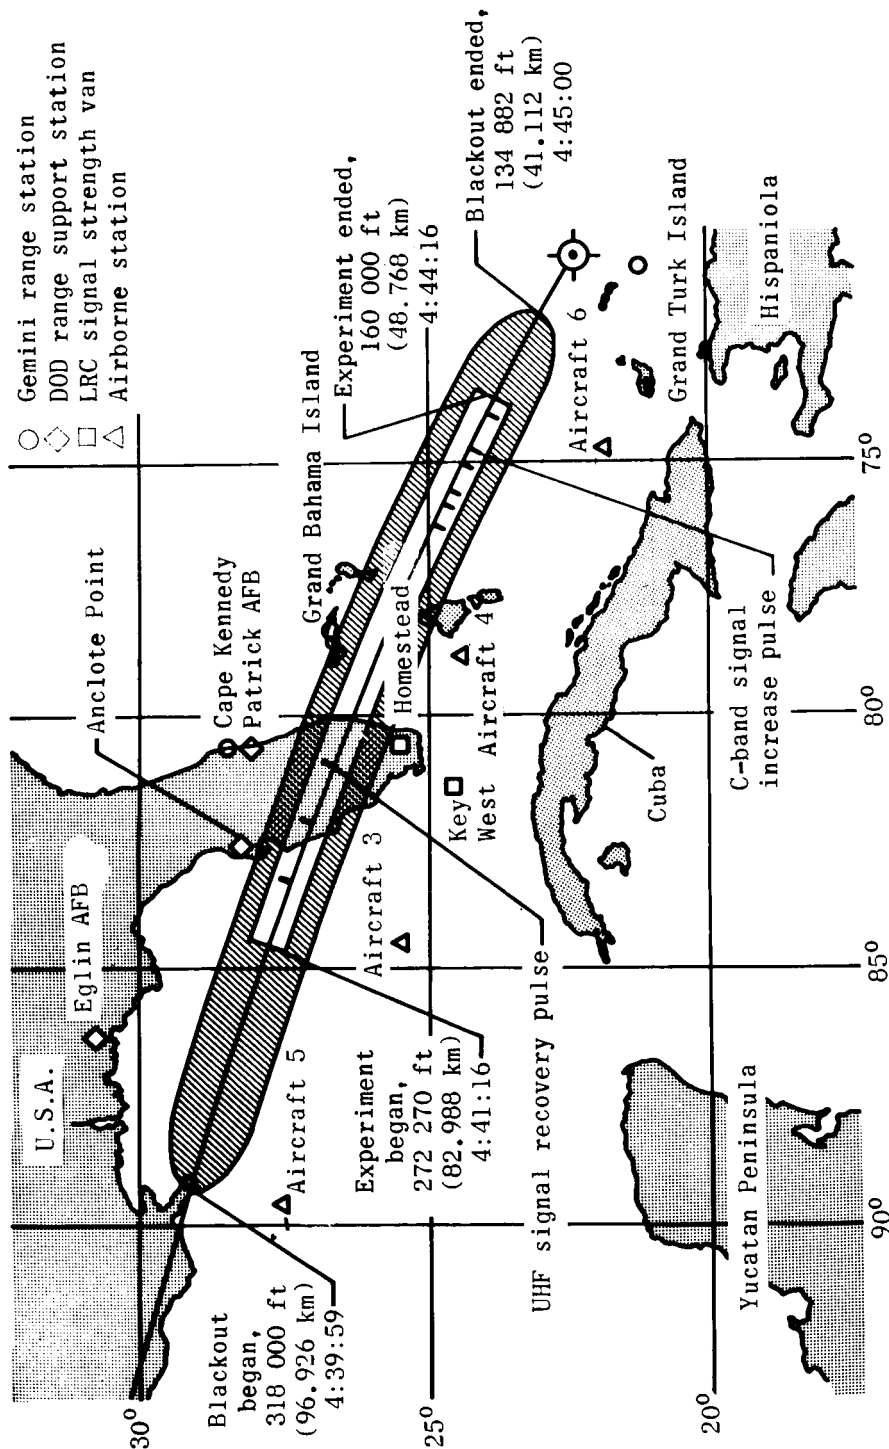 Gemini range station
DOD range support station
LRC signal strength van
Airborne station
U.S.A.
Eglin AFB
Anclote Point
Cape Kennedy
Patrick AFB
Grand Bahama Island
Experiment ended,
160 000 ft
(48.768 km)
4:44:16
Blackout ended,
134 882 ft
(41.112 km)
4:45:00
30°
Blackout
began,
318 000 ft
(96.926 km)
4:39:59
Aircraft 5
Experiment
began,
272 270 ft
(82.988 km)
4:41:16
Aircraft 3
Key
West
Homestead
Aircraft 4
Aircraft 6
25°
UHF signal recovery pulse
Cuba
C-band signal
increase pulse
Grand Turk Island
Hispaniola
20°
Yucatan Peninsula
90°
85°
80°
75°